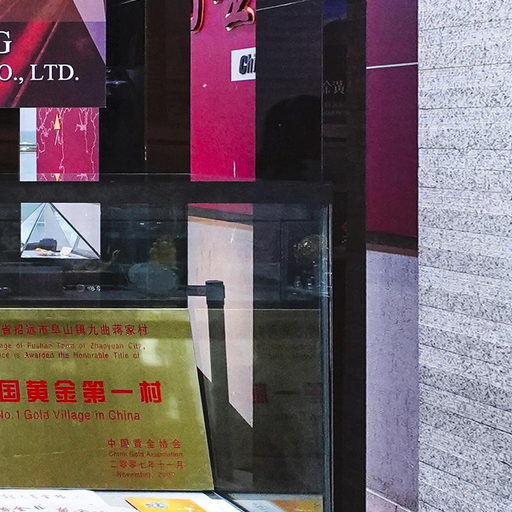 G
O., LTD.
Chi
金黄
省招远市阜山镇九曲蒋家村
ge of Fushan Town of Zhaoyuan City,
ce is Awarded the Honorable Title of
国黄金第一村
No.1 Gold Village in China
中国黄金协会
China Gold Association
二零零七年十一月
November,